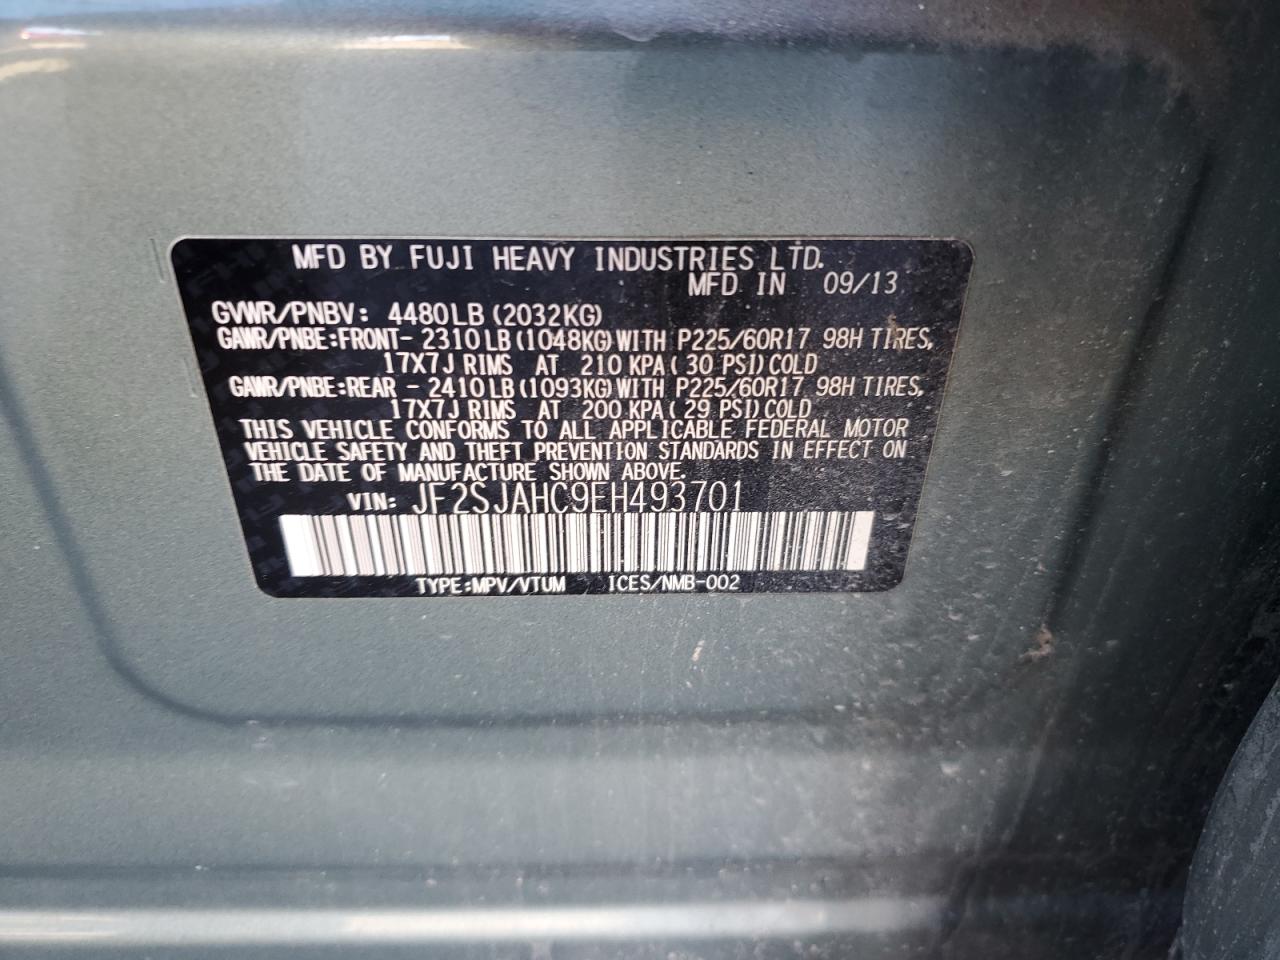 MFD BY FUJI HEAVY INDUSTRIES LTD.
MFD IN 09/13
GVWR/PNBV: 4480LB (2032KG)
GAWR/PNBE:FRONT- 2310LB (1048KG) WITH P225/60R17 98H TIRES,
17X7J RIMS AT 210 KPA ( 30 PSI) COLD
GAWR/PNBE:REAR - 2410LB (1093KG) WITH P225/60R17 98H TIRES,
17X7J RIMS AT 200 KPA ( 29 PSI) COLD
THIS VEHICLE CONFORMS TO ALL APPLICABLE FEDERAL MOTOR
VEHICLE SAFETY AND THEFT PREVENTION STANDARDS IN EFFECT ON
THE DATE OF MANUFACTURE SHOWN ABOVE.
VIN: JF2SJAHC9EH493701
TYPE:MPV/VTUM ICES/NMB-002